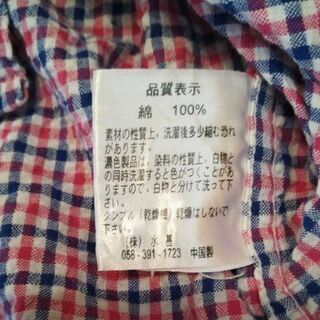 品質表示
綿 100%
素材の性質上、洗濯後多少縮む恐れ
があります。
濃色製品は、染料の性質上、白物と
の同時洗濯すると色がつくことがあ
りますので、白物と分けて洗って下
さい。
タンブル(乾燥機)乾燥はしないで
下さい。
(株) 水甚
058-391-1723 中国製